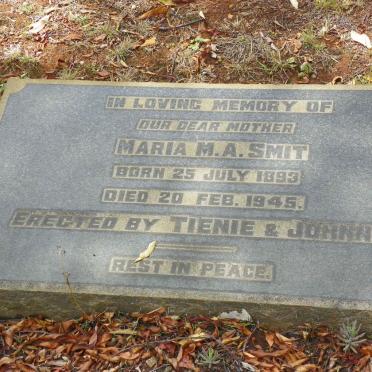 IN LOVING MEMORY OF
OUR DEAR MOTHER
MARIA M.A. SMIT
BORN 25 JULY 1893
DIED 20 FEB. 1945.
ERECTED BY TIENIE &
REST IN PEACE.